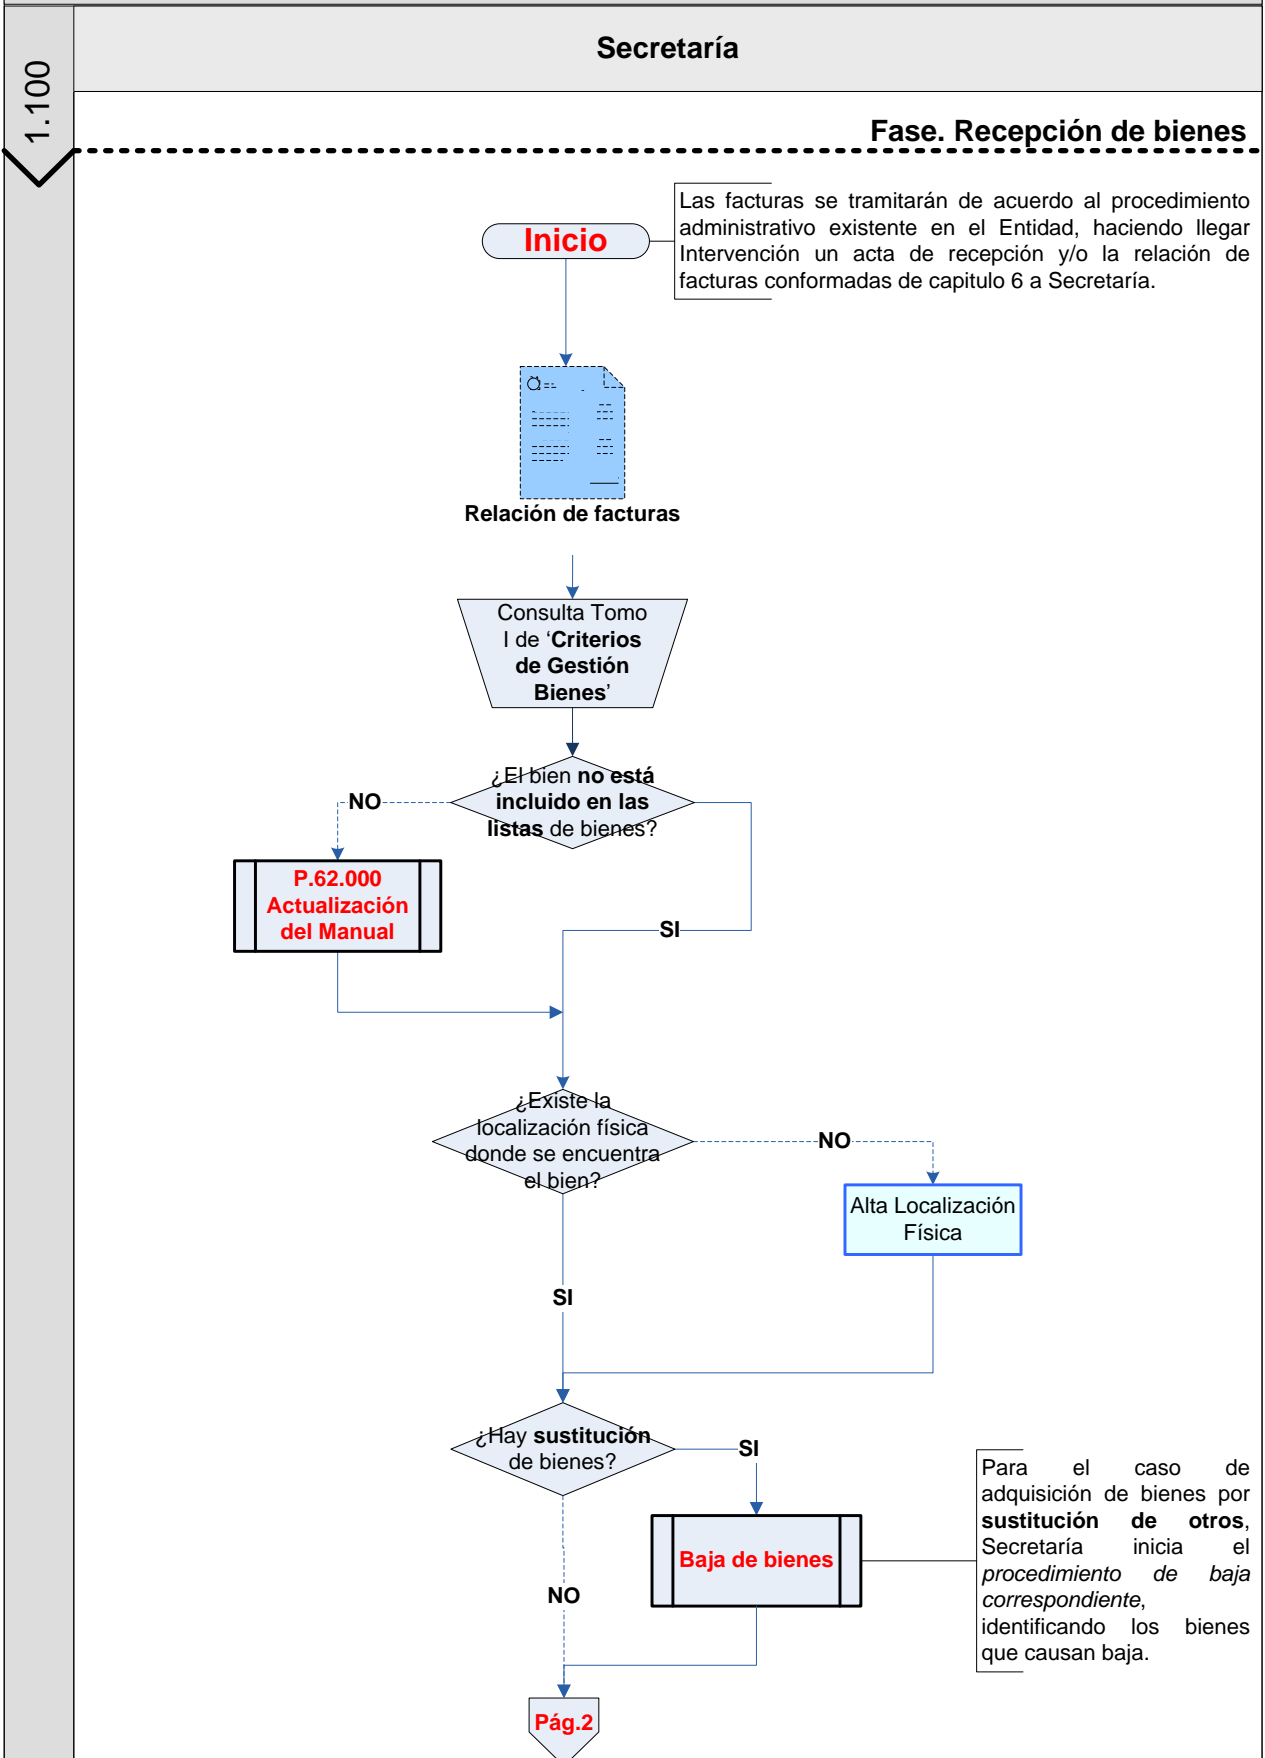 Secretaría
1.100
Fase. Recepción de bienes
Inicio
Las facturas se tramitarán de acuerdo al procedimiento
administrativo existente en el Entidad, haciendo llegar
Intervención un acta de recepción y/o la relación de
facturas conformadas de capitulo 6 a Secretaría.
Relación de facturas
Consulta Tomo
I de ‘Criterios
de Gestión
Bienes’
¿El bien no está
incluido en las
listas de bienes?
NO
P.62.000
Actualización
del Manual
SI
¿Existe la
localización física
donde se encuentra
el bien?
NO
Alta Localización
Física
SI
¿Hay sustitución
de bienes?
SI
Baja de bienes
Para el caso de
adquisición de bienes por
sustitución de otros,
Secretaría inicia el
procedimiento de baja
correspondiente,
identificando los bienes
que causan baja.
NO
Pág.2